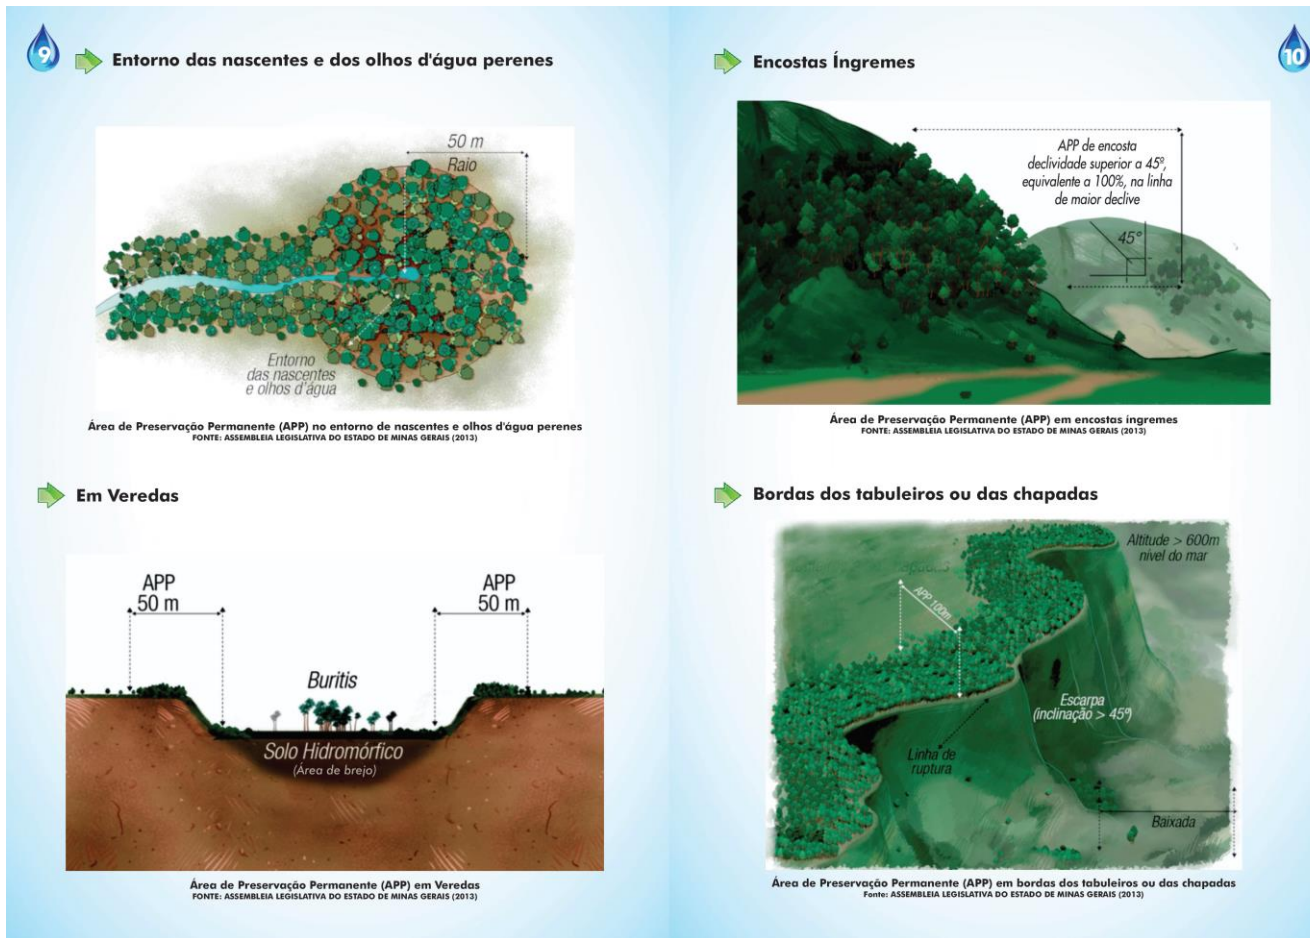 9
Entorno das nascentes e dos olhos d'água perenes
50 m
Raio
Entorno
das nascentes
e olhos d'água
Área de Preservação Permanente (APP) no entorno de nascentes e olhos d'água perenes
FONTE: ASSEMBLEIA LEGISLATIVA DO ESTADO DE MINAS GERAIS (2013)
Em Veredas
APP
50 m
APP
50 m
Buritis
Solo Hidromórfico
(Área de brejo)
Área de Preservação Permanente (APP) em Veredas
FONTE: ASSEMBLEIA LEGISLATIVA DO ESTADO DE MINAS GERAIS (2013)
10
Encostas Íngremes
APP de encosta
declividade superior a 45º,
equivalente a 100%, na linha
de maior declive
45º
Área de Preservação Permanente (APP) em encostas íngremes
FONTE: ASSEMBLEIA LEGISLATIVA DO ESTADO DE MINAS GERAIS (2013)
Bordas dos tabuleiros ou das chapadas
Altitude > 600m
nível do mar
APP 100m
Escarpa
(inclinação > 45º)
Linha de
ruptura
Baixada
Área de Preservação Permanente (APP) em bordas dos tabuleiros ou das chapadas
Fonte: ASSEMBLEIA LEGISLATIVA DO ESTADO DE MINAS GERAIS (2013)